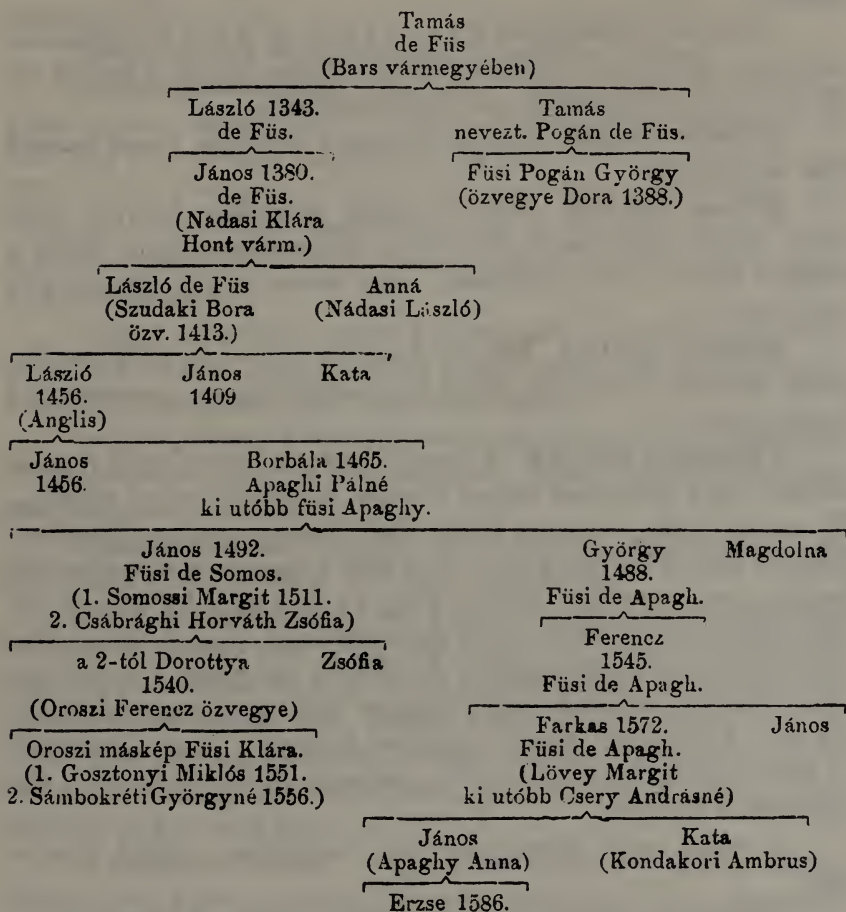 Tamás
de Füs
(Bars vármegyében)
László 1343. Tamás
de Füs. nevezt. Pogán de Füs.
János 1380. Füsi Pogán György
de Füs. (özvegye Dora 1388.)
(Nadasi Klára
Hont várm.)
László de Füs Anná
(Szudaki Bora (Nádasi László)
özv. 1413.)
László János Kata
1456. 1409
(Anglis)
János Borbála 1465.
1456. Apaghi Pálné
ki utóbb füsi Apaghy.
János 1492. György Magdolna
Füsi de Somos. 1488.
(1. Somossi Margit 1511. Füsi de Apagh.
2. Csábrághi Horváth Zsófia) Ferencz
a 2-tól Dorottya Zsófia 1545.
1540. Füsi de Apagh.
(Oroszi Ferencz özvegye) Farkas 1572. János
Oroszi máskép Füsi Klára. Füsi de Apagh.
(1. Gosztonyi Miklós 1551. (Lövey Margit
2. Sámbokréti Györgyné 1556.) ki utóbb Csery Andrásné)
János Kata
(Apaghy Anna) (Kondakori Ambrus)
Erzse 1586.